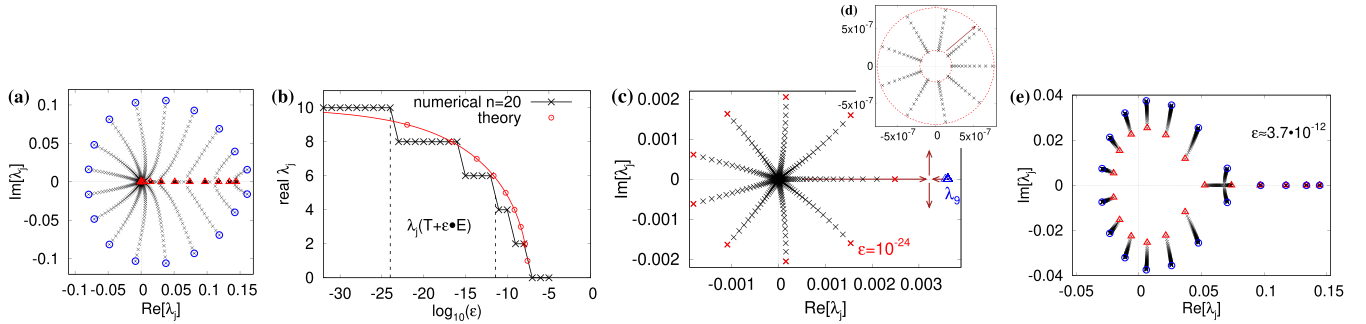 (a)
0.1
0.05
0
-0.05
-0.1
Im[λj]
-0.1 -0.05 0 0.05 0.1 0.15
Re[λj]
(b)
10
8
6
4
2
0
real λj
numerical n=20
theory
λj(T+ε•E)
-30 -25 -20 -15 -10 -5 0
log10(ε)
(c)
0.002
0.001
0
-0.001
-0.002
Im[λj]
λ9
ε=10-24
-0.001 0 0.001 0.002 0.003
Re[λj]
(d)
5x10-7
0
-5x10-7
-5x10-7 0 5x10-7
(e)
0.04
0.02
0
-0.02
-0.04
Im[λj]
ε≈3.7•10-12
-0.05 0 0.05 0.1 0.15
Re[λj]